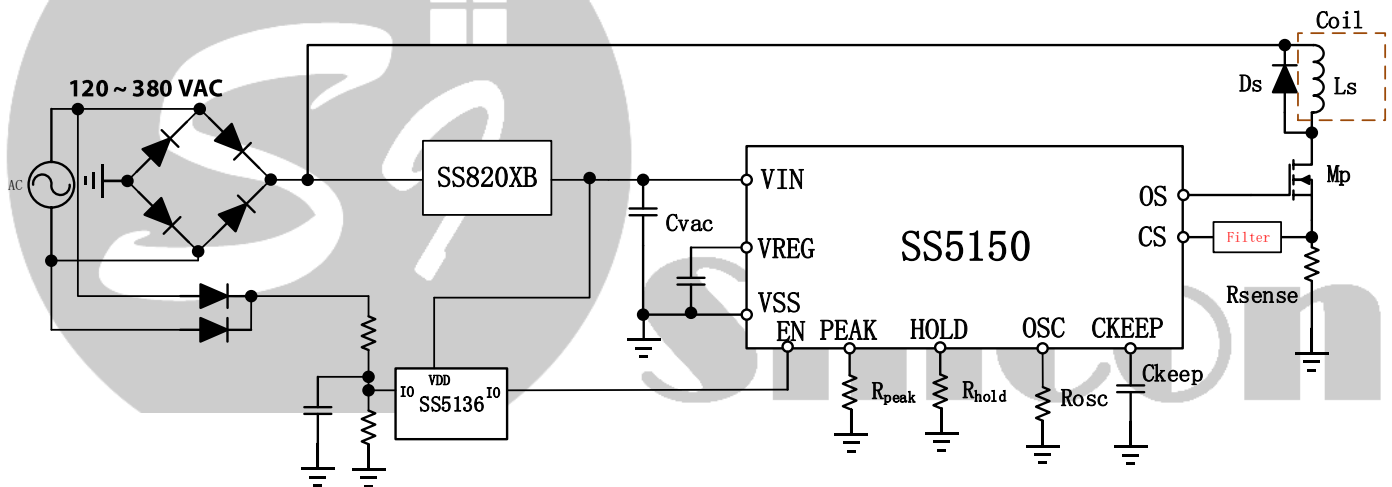 Coil
120~380 VAC
Ds
Ls
AC
SS820XB
VIN
Mp
OS
Cvac
CS
Filter
VREG
SS5150
Rsense
VSS
EN
PEAK
HOLD
OSC
CKEEP
VDD
IO
IO
SS5136
Rpeak
Rhold
Rosc
Ckeep
Sincon